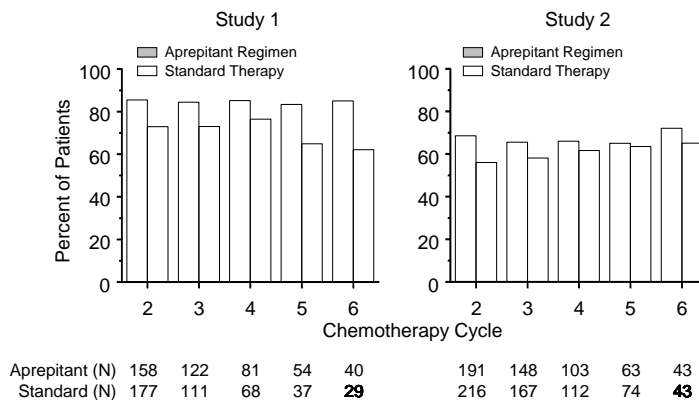 Study 1
Study 2
Aprepitant Regimen
Standard Therapy
Aprepitant Regimen
Standard Therapy
Percent of Patients
100
80
60
40
20
0
100
80
60
40
20
0
2 3 4 5 6
2 3 4 5 6
Chemotherapy Cycle
Aprepitant (N) 158 122 81 54 40 191 148 103 63 43
Standard (N) 177 111 68 37 29 216 167 112 74 43